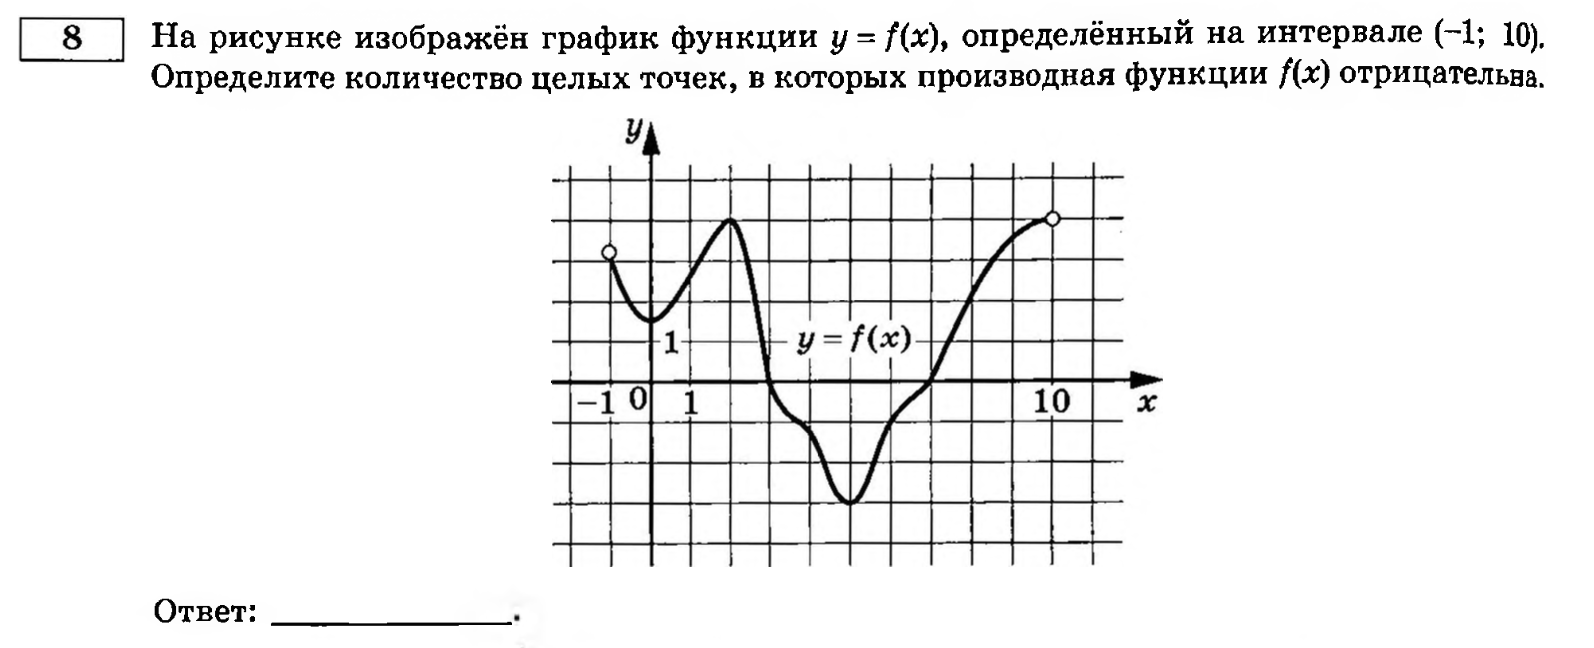 8
На рисунке изображён график функции y = f(x), определённый на интервале (−1; 10).
Определите количество целых точек, в которых производная функции f(x) отрицательна.
y
1
y = f(x)
−1 0 1 10 x
Ответ: ______________.